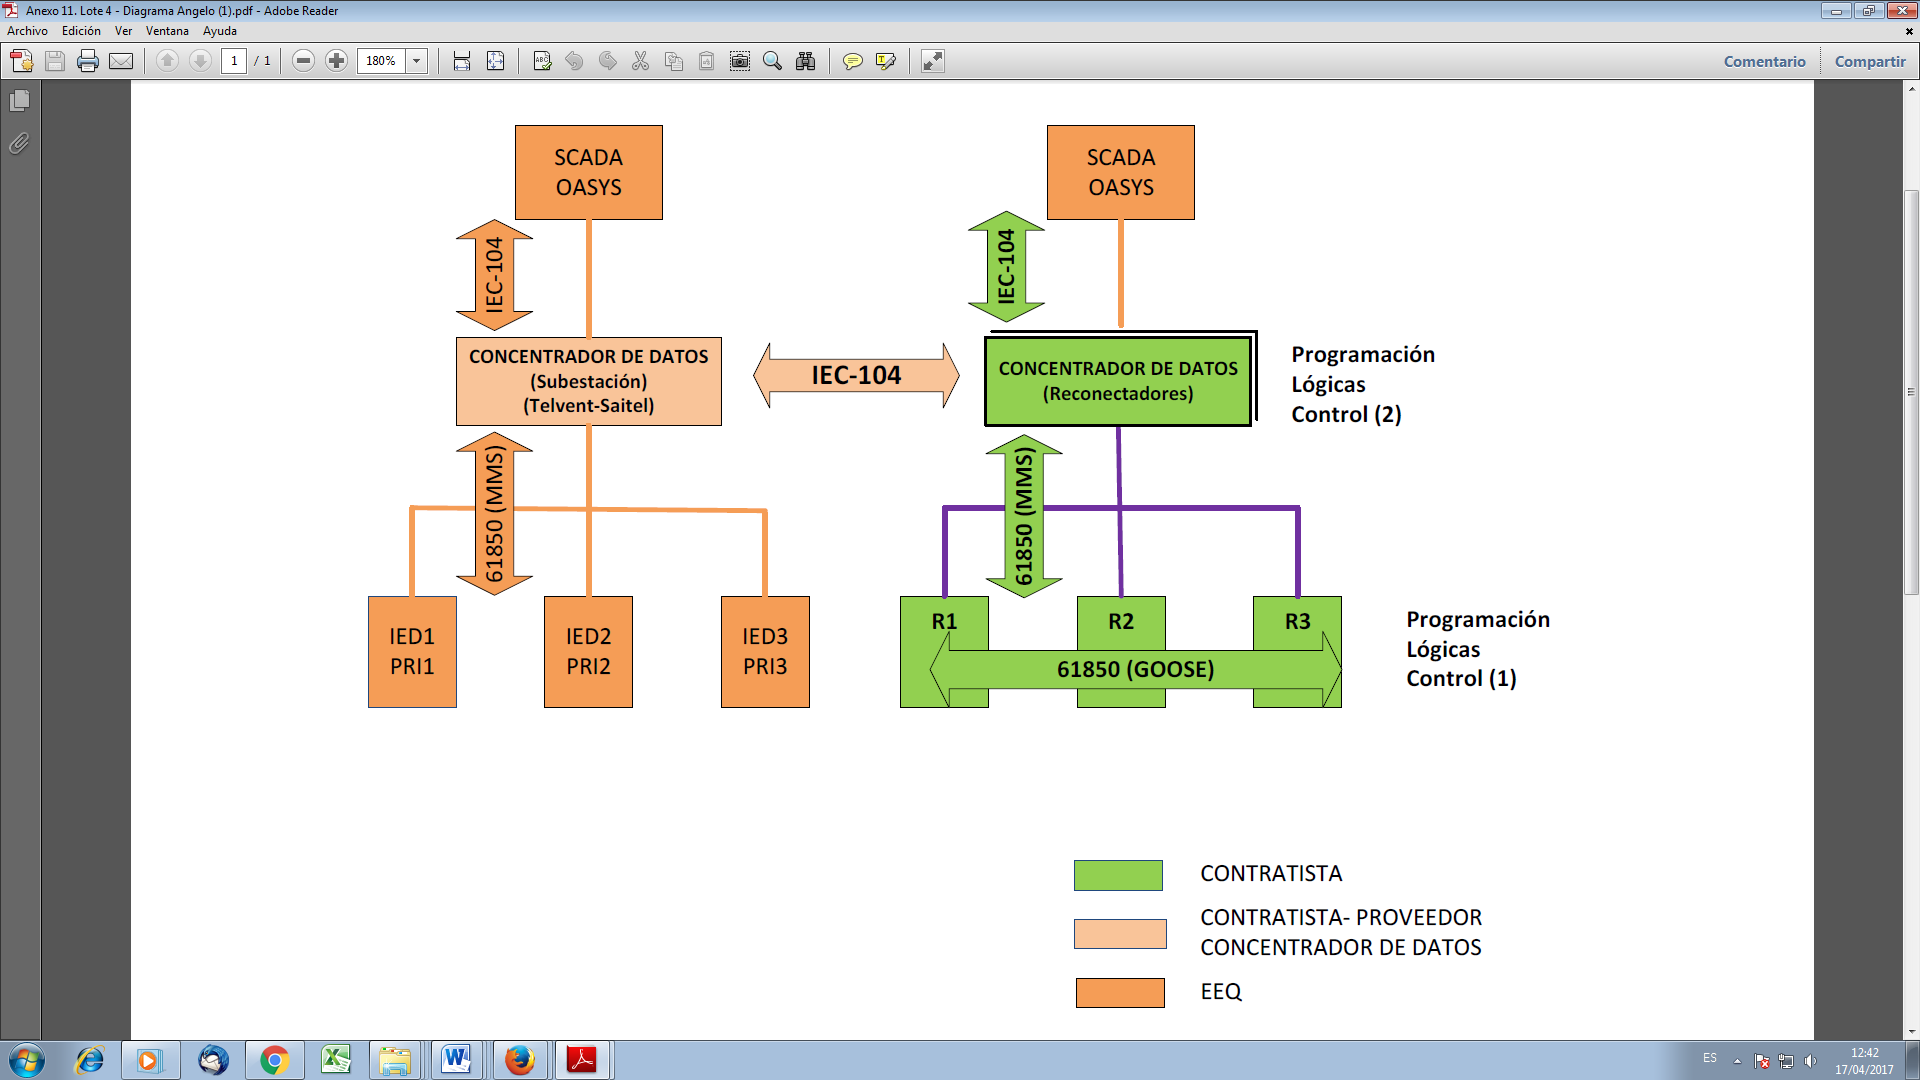 Anexo 11. Lote 4 - Diagrama Angelo (1).pdf - Adobe Reader
Archivo Edición Ver Ventana Ayuda
1 / 1 180% Comentario Compartir
SCADA
OASYS
SCADA
OASYS
IEC-104
IEC-104
CONCENTRADOR DE DATOS
(Subestación)
(Telvent-Saitel)
IEC-104
CONCENTRADOR DE DATOS
(Reconectadores)
Programación
Lógicas
Control (2)
61850 (MMS)
61850 (MMS)
IED1
PRI1
IED2
PRI2
IED3
PRI3
R1
R2
R3
61850 (GOOSE)
Programación
Lógicas
Control (1)
CONTRATISTA
CONTRATISTA- PROVEEDOR
CONCENTRADOR DE DATOS
EEQ
ES
12:42
17/04/2017